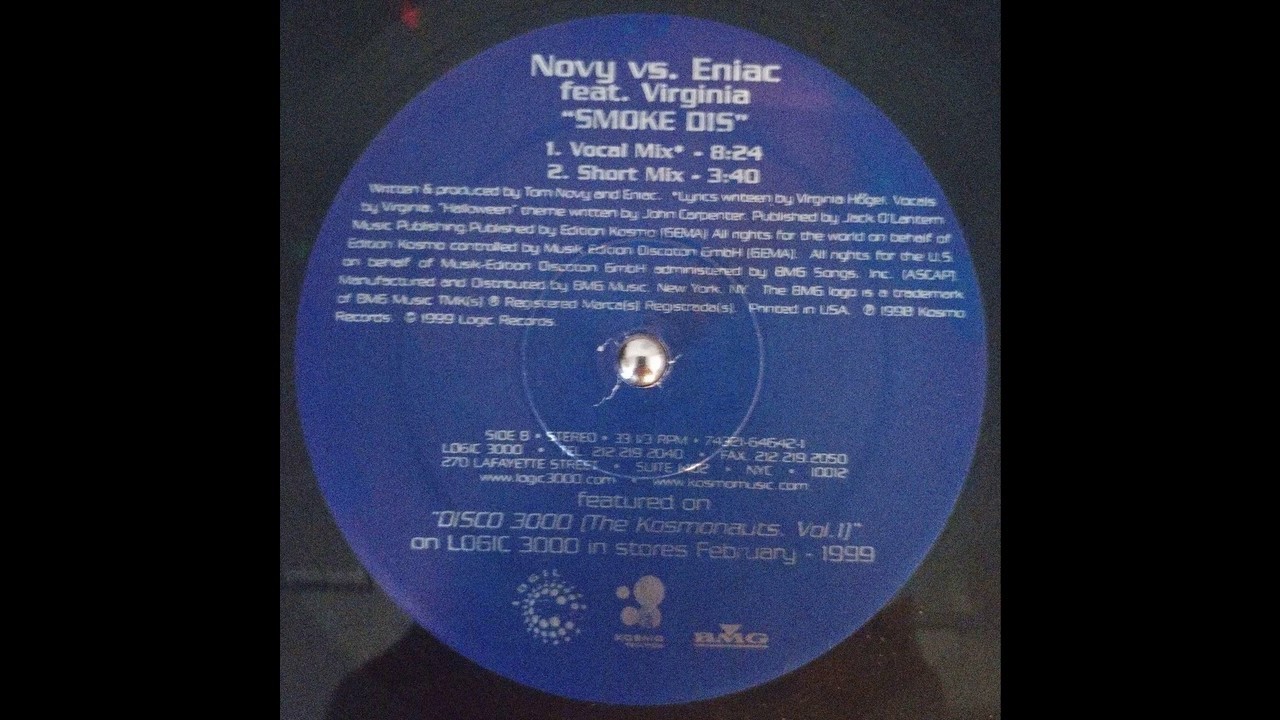 Novy vs. Eniac
feat. Virginia
"SMOKE DIS"
1. Vocal Mix* - 8:24
2. Short Mix - 3:40
Written & produced by Tom Novy and Eniac. *Lyrics writeen by Virginia Högel. Vocals
by Virginia. "Halloween" theme written by John Carpenter. Published by Jack O'Lantern
Music Publishing.Published by Edition Kosmo (GEMA) All rights for the world on behalf of
Edition Kosmo controlled by Musik Edition Discoton GmbH (GEMA). All rights for the U.S.
on behalf of Musik-Edition Discoton GmbH administered by BMG Songs, Inc. (ASCAP).
Manufactured and Distributed by BMG Music, New York, NY. The BMG logo is a trademark
of BMG Music TMK(s) ® Registered Marca(s) Registrada(s). Printed in USA. ℗ 1998 Kosmo
Records. © 1999 Logic Records.
SIDE B • STEREO • 33 1/3 RPM • 74321-64642-1
LOGIC 3000 • TEL. 212.219.2040 • FAX. 212.219.2050
270 LAFAYETTE STREET • SUITE 1402 • NYC • 10012
www.logic3000.com • www.kosmomusic.com
featured on
"DISCO 3000 (The Kosmonauts, Vol.1)"
on LOGIC 3000 in stores February - 1999
LOGIC
KOSMO
BMG